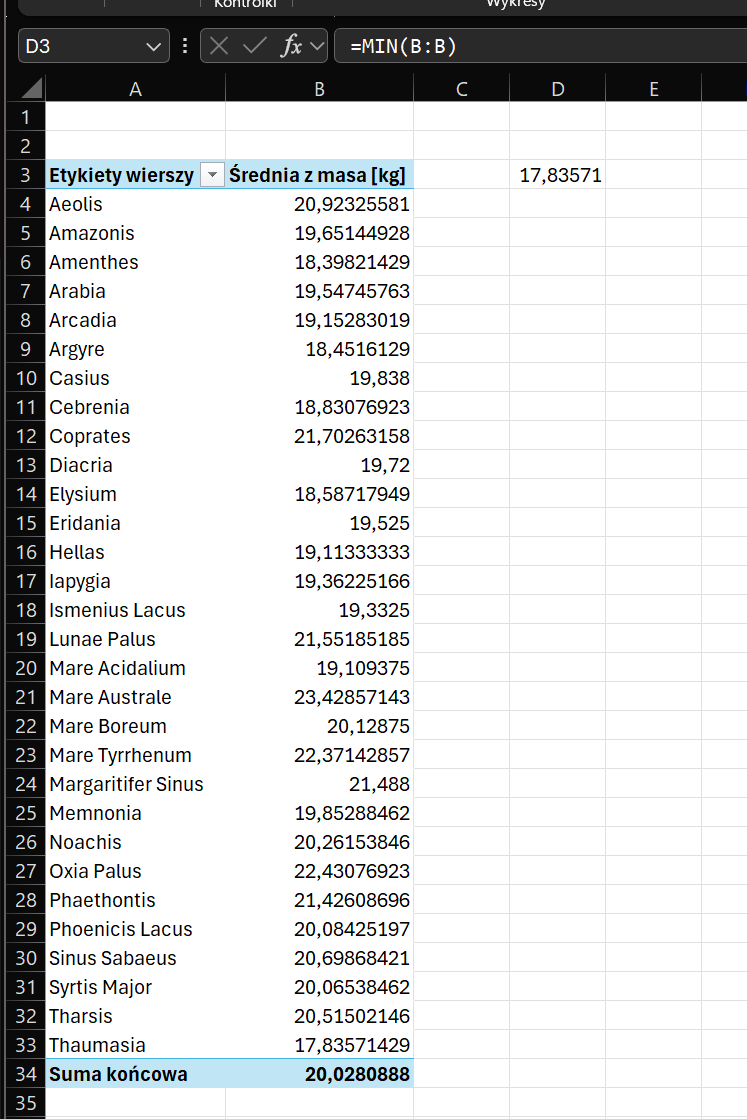 Kontrolki Wykresy
D3 fx =MIN(B:B)
A B C D E
1
2
3 Etykiety wierszy Średnia z masa [kg] 17,83571
4 Aeolis 20,92325581
5 Amazonis 19,65144928
6 Amenthes 18,39821429
7 Arabia 19,54745763
8 Arcadia 19,15283019
9 Argyre 18,4516129
10 Casius 19,838
11 Cebrenia 18,83076923
12 Coprates 21,70263158
13 Diacria 19,72
14 Elysium 18,58717949
15 Eridania 19,525
16 Hellas 19,11333333
17 Iapygia 19,36225166
18 Ismenius Lacus 19,3325
19 Lunae Palus 21,55185185
20 Mare Acidalium 19,109375
21 Mare Australe 23,42857143
22 Mare Boreum 20,12875
23 Mare Tyrrhenum 22,37142857
24 Margaritifer Sinus 21,488
25 Memnonia 19,85288462
26 Noachis 20,26153846
27 Oxia Palus 22,43076923
28 Phaethontis 21,42608696
29 Phoenicis Lacus 20,08425197
30 Sinus Sabaeus 20,69868421
31 Syrtis Major 20,06538462
32 Tharsis 20,51502146
33 Thaumasia 17,83571429
34 Suma końcowa 20,0280888
35